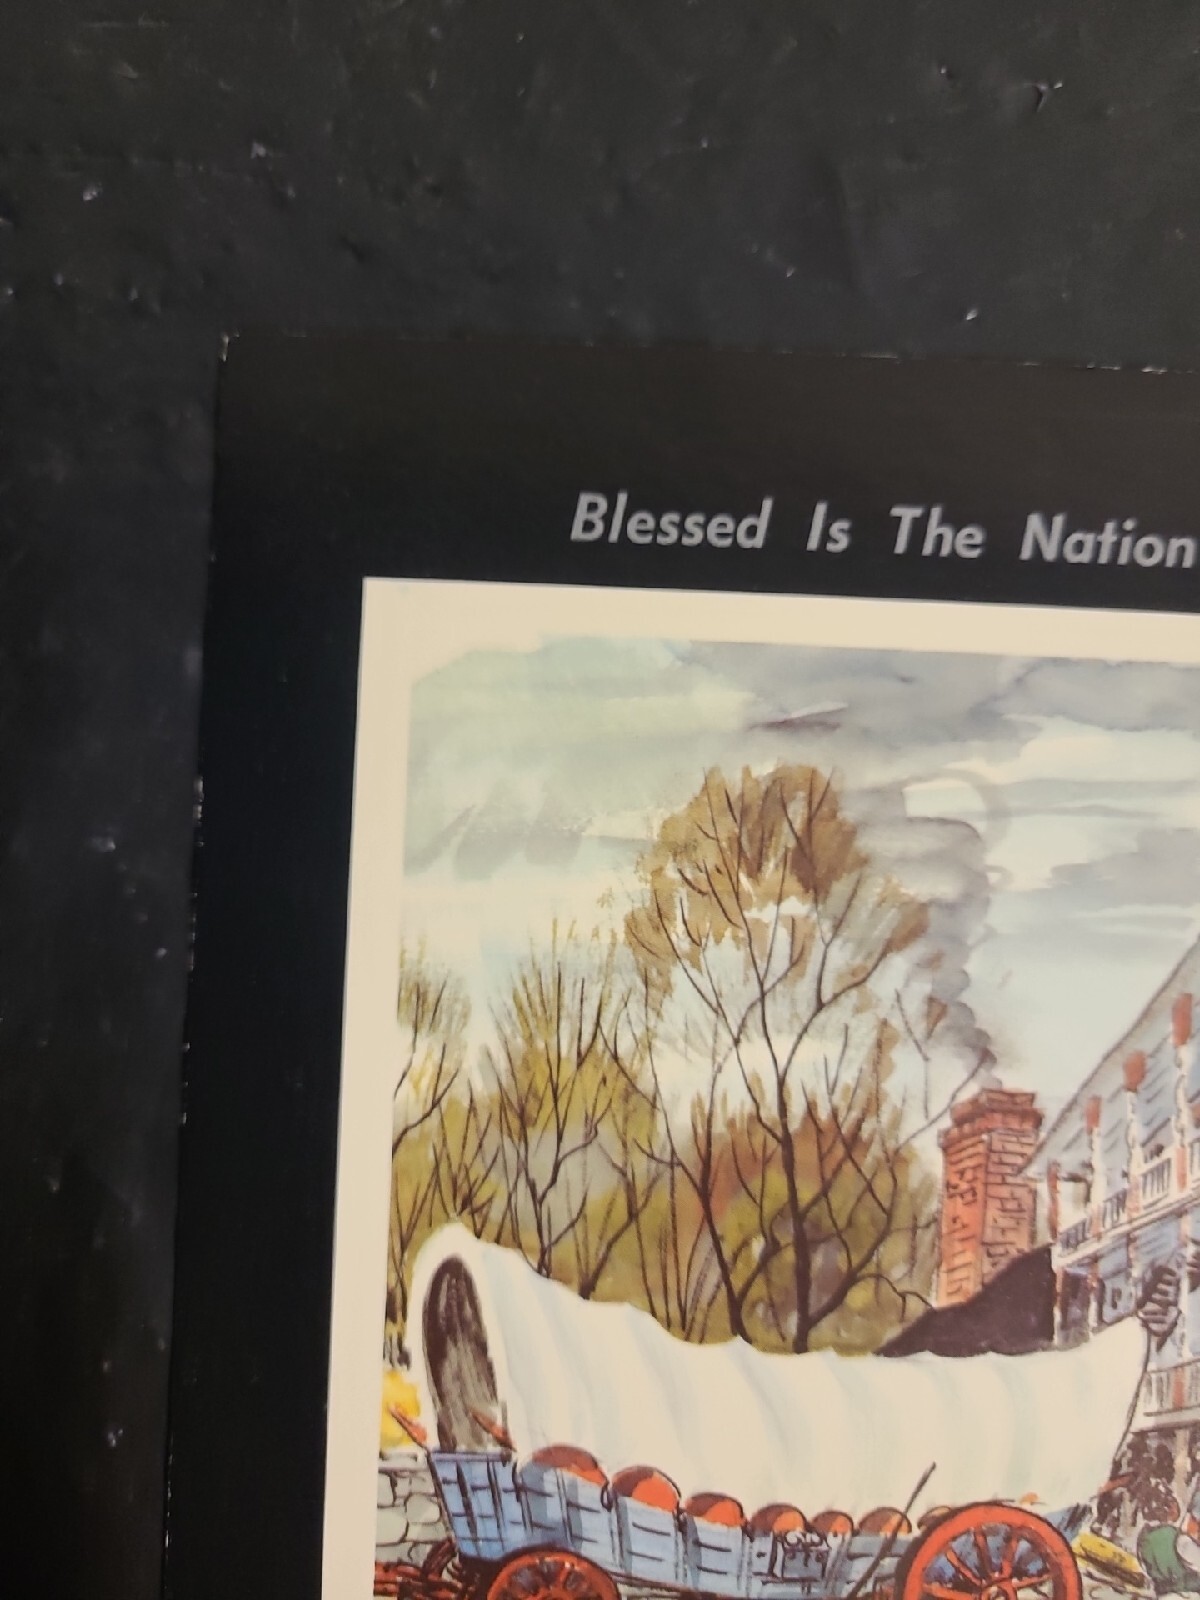 Blessed Is The Nation